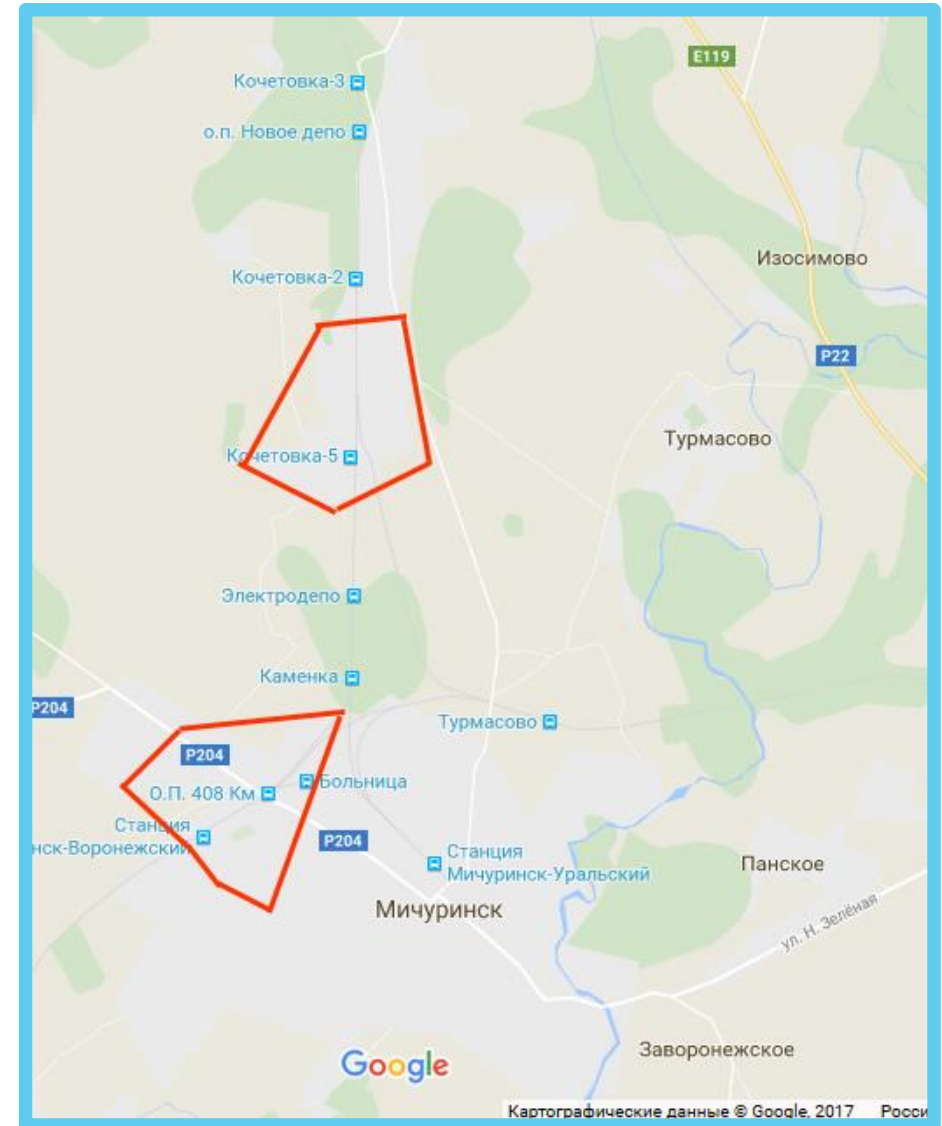 E119
Кочетовка-3
о.п. Новое депо
Изосимово
Кочетовка-2
P22
Турмасово
Кочетовка-5
Электродепо
Каменка
P204
Турмасово
P204
Больница
О.П. 408 Км
Станция
нск-Воронежский
P204
Станция
Мичуринск-Уральский
Панское
Мичуринск
ул. Н. Зелёная
Заворонежское
Google
Картографические данные © Google, 2017 Росси